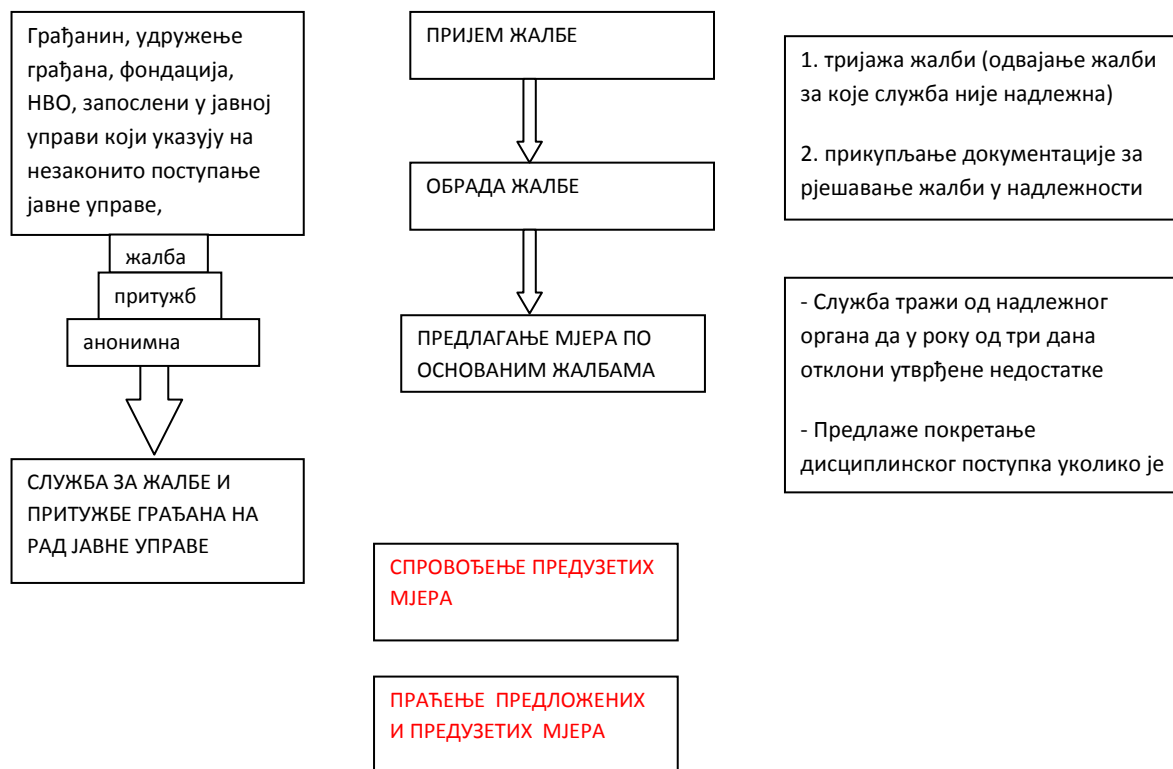 Грађанин, удружење
грађана, фондација,
НВО, запослени у јавној
управи који указују на
незаконито поступање
јавне управе,
жалба
притужб
анонимна
СЛУЖБА ЗА ЖАЛБЕ И
ПРИТУЖБЕ ГРАЂАНА НА
РАД ЈАВНЕ УПРАВЕ
ПРИЈЕМ ЖАЛБЕ
ОБРАДА ЖАЛБЕ
ПРЕДЛАГАЊЕ МЈЕРА ПО
ОСНОВАНИМ ЖАЛБАМА
СПРОВОЂЕЊЕ ПРЕДУЗЕТИХ
МЈЕРА
ПРАЋЕЊЕ ПРЕДЛОЖЕНИХ
И ПРЕДУЗЕТИХ МЈЕРА
1. тријажа жалби (одвајање жалби
за које служба није надлежна)
2. прикупљање документације за
рјешавање жалби у надлежности
- Служба тражи од надлежног
органа да у року од три дана
отклони утврђене недостатке
- Предлаже покретање
дисциплинског поступка уколико је